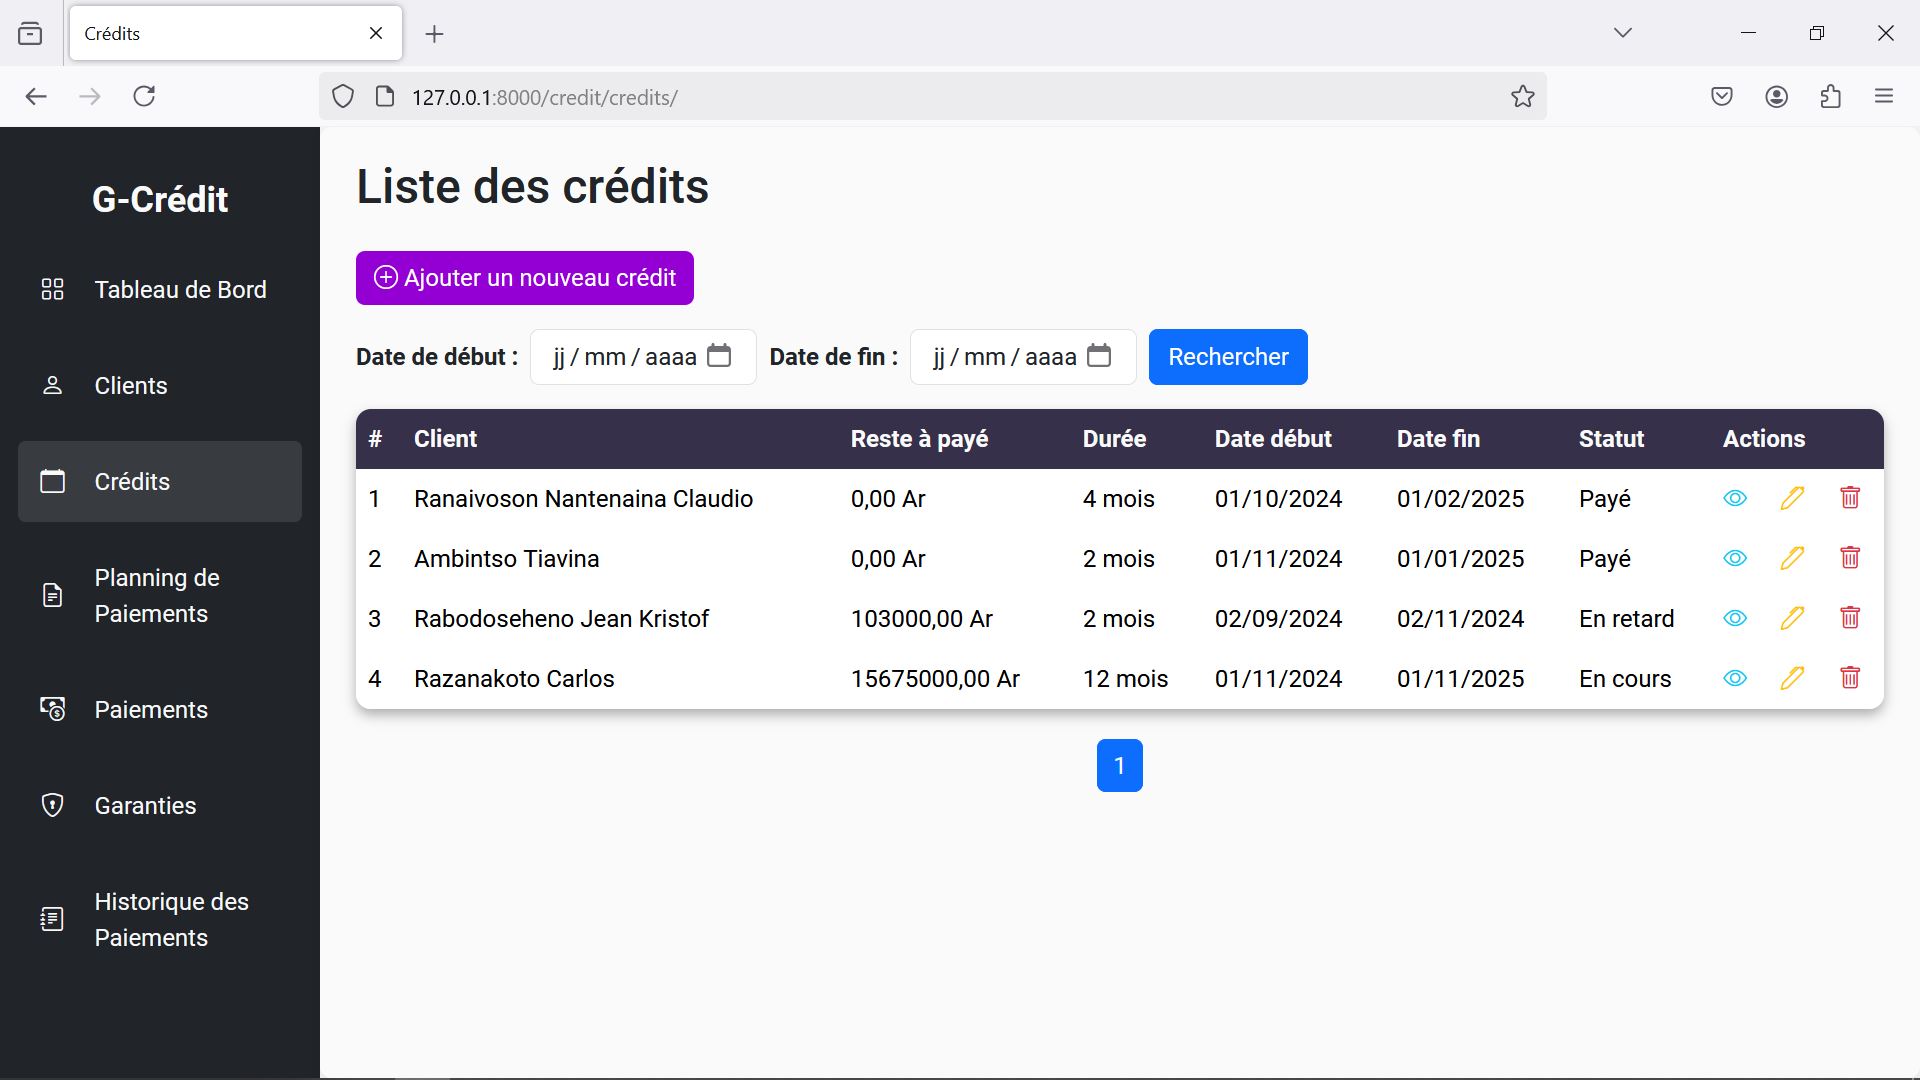 Crédits
127.0.0.1:8000/credit/credits/
G-Crédit
Tableau de Bord
Clients
Crédits
Planning de
Paiements
Paiements
Garanties
Historique des
Paiements
Liste des crédits
Ajouter un nouveau crédit
Date de début : jj / mm / aaaa Date de fin : jj / mm / aaaa Rechercher
# Client Reste à payé Durée Date début Date fin Statut Actions
1 Ranaivoson Nantenaina Claudio 0,00 Ar 4 mois 01/10/2024 01/02/2025 Payé
2 Ambintso Tiavina 0,00 Ar 2 mois 01/11/2024 01/01/2025 Payé
3 Rabodoseheno Jean Kristof 103000,00 Ar 2 mois 02/09/2024 02/11/2024 En retard
4 Razanakoto Carlos 15675000,00 Ar 12 mois 01/11/2024 01/11/2025 En cours
1